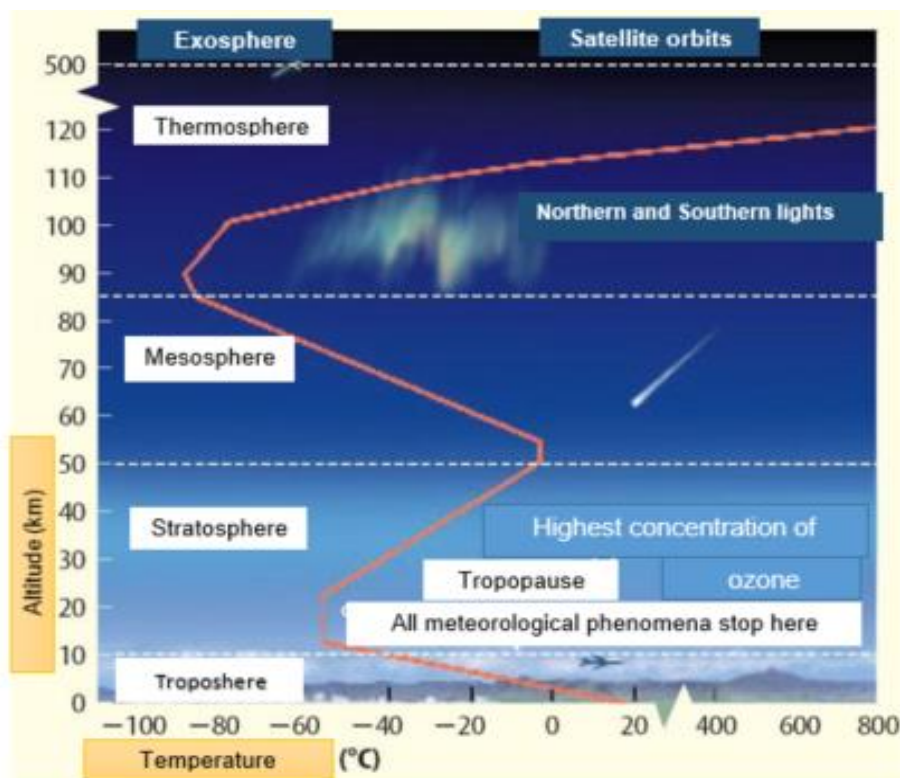 Exosphere
Satellite orbits
500
Thermosphere
120
110
Northern and Southern lights
100
90
80
Mesosphere
70
60
50
40
Stratosphere
Highest concentration of
30
Tropopause
ozone
20
All meteorological phenomena stop here
10
Troposhere
0
Altitude (km)
−100 −80 −60 −40 −20 0 20 400 600 800
Temperature (°C)